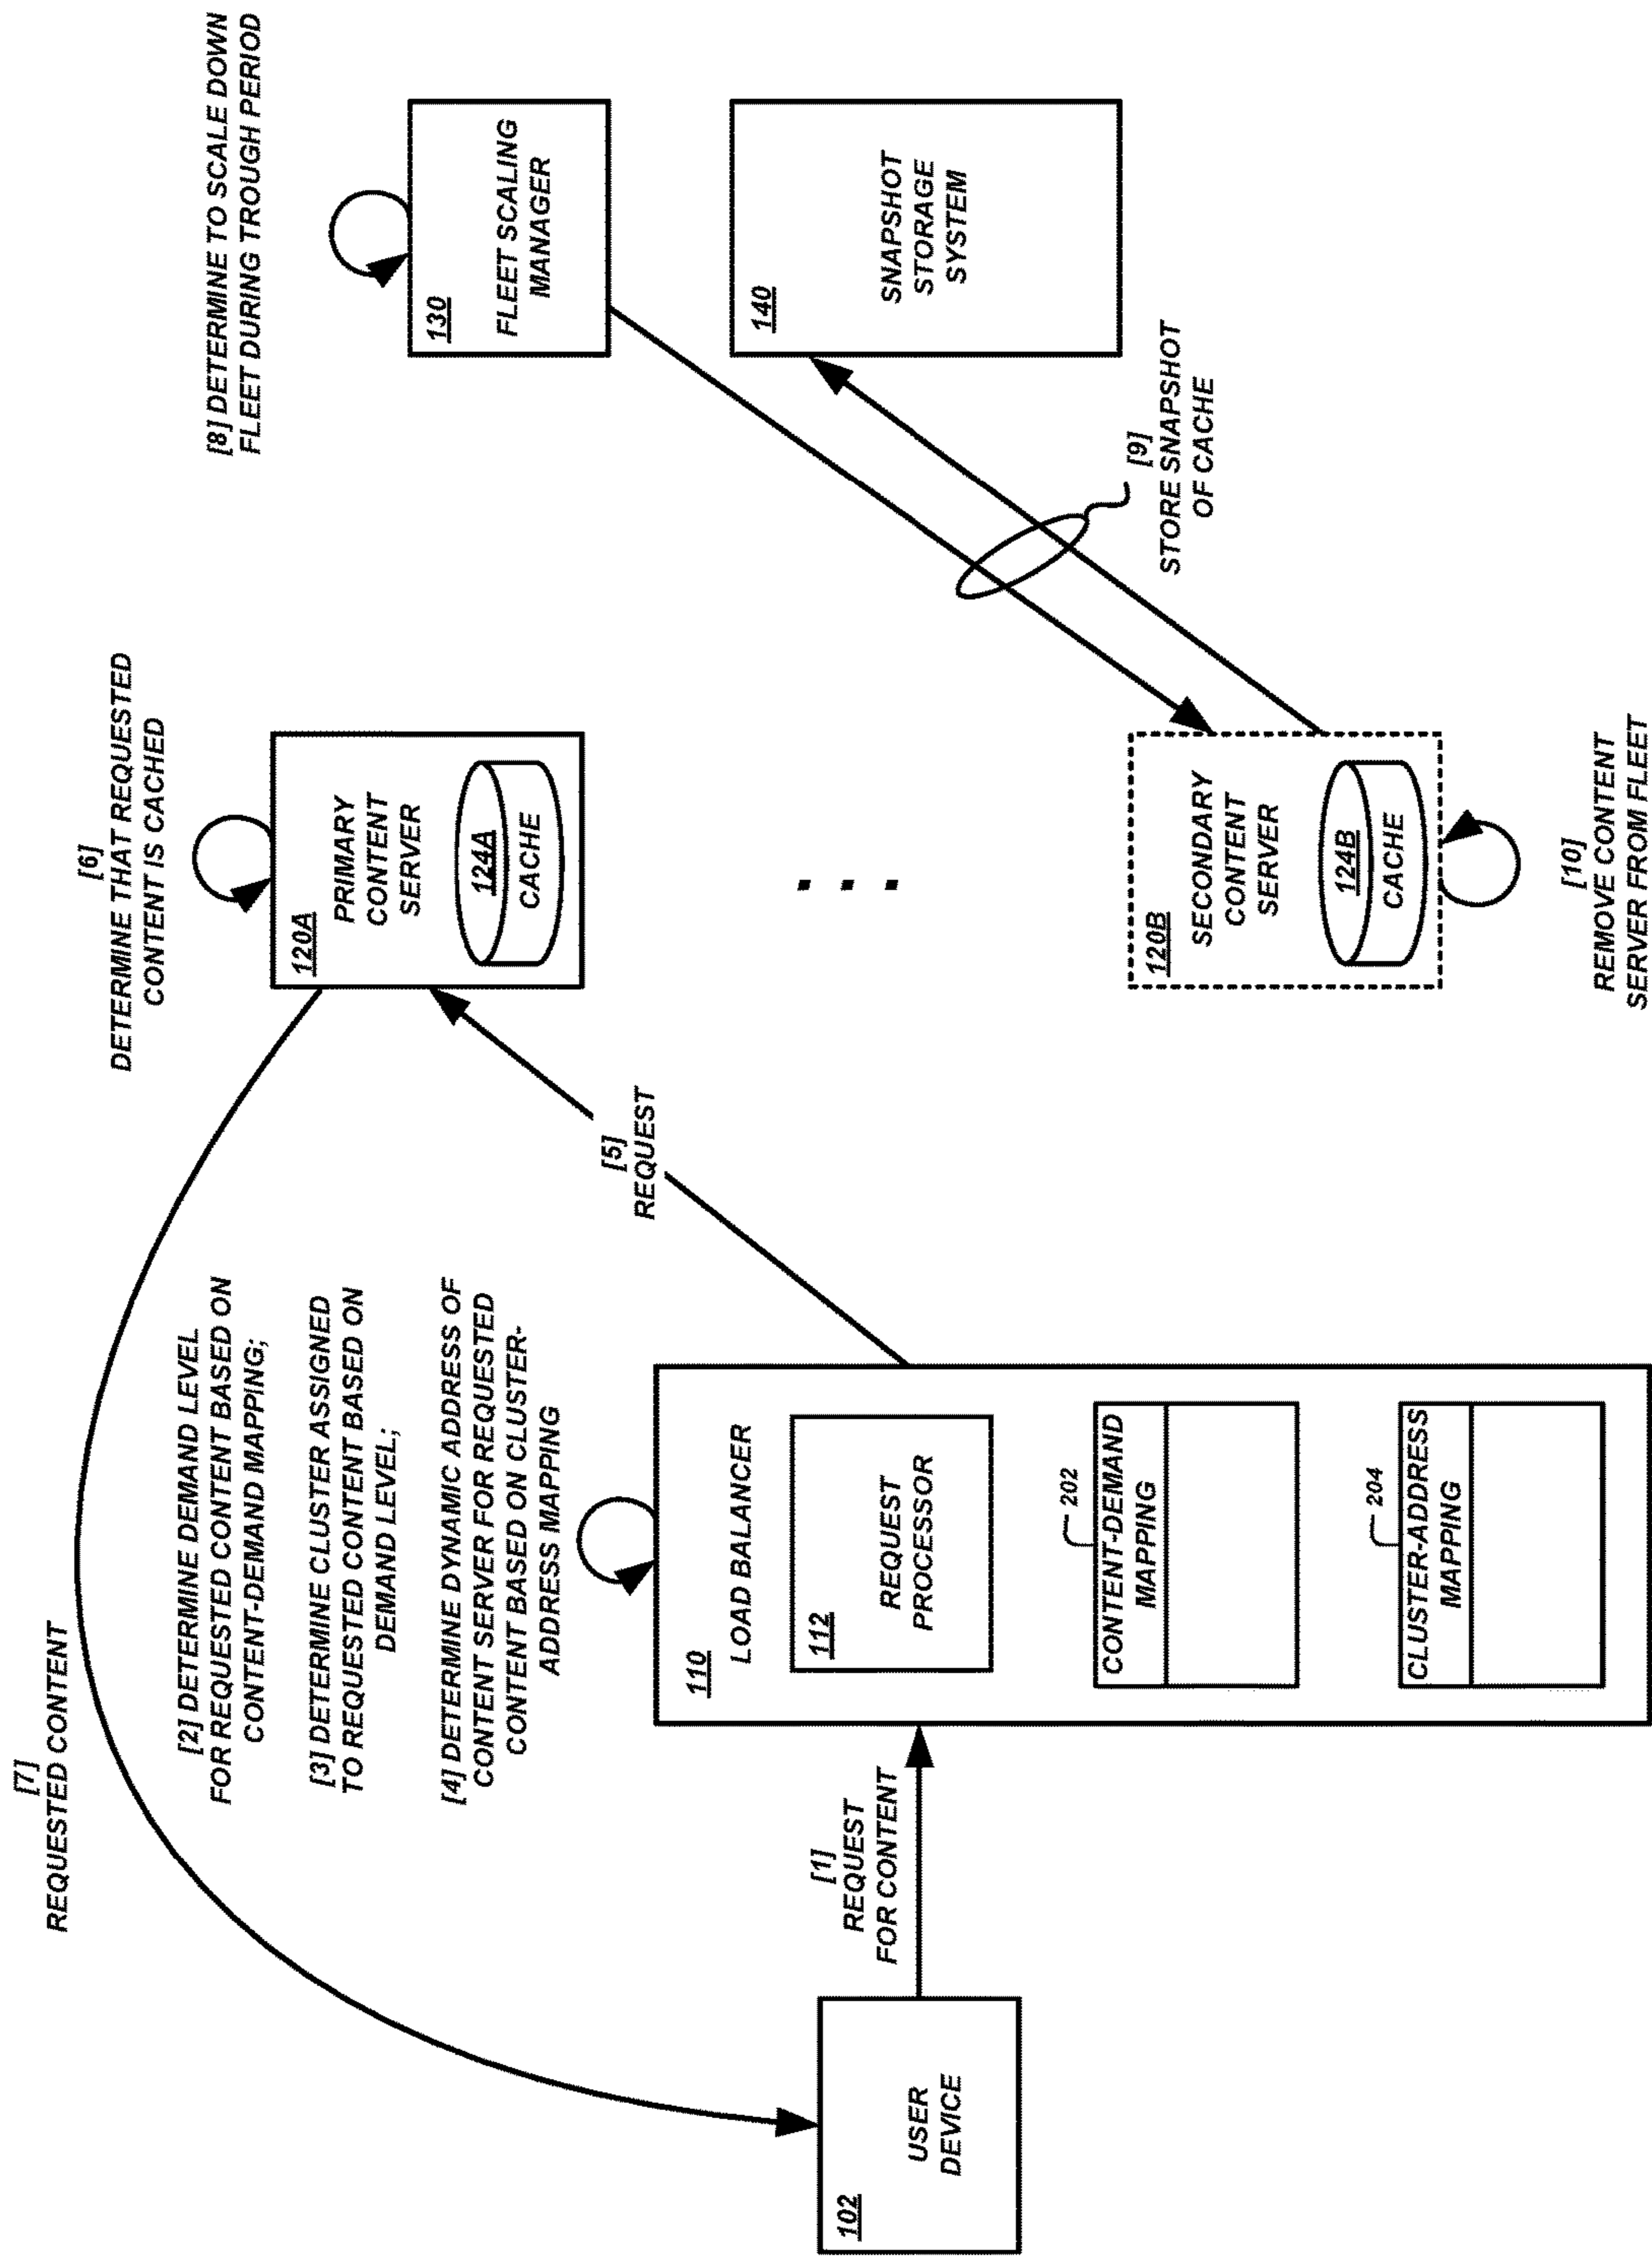 [7]
REQUESTED CONTENT
[2] DETERMINE DEMAND LEVEL
FOR REQUESTED CONTENT BASED ON
CONTENT-DEMAND MAPPING;
[3] DETERMINE CLUSTER ASSIGNED
TO REQUESTED CONTENT BASED ON
DEMAND LEVEL;
[4] DETERMINE DYNAMIC ADDRESS OF
CONTENT SERVER FOR REQUESTED
CONTENT BASED ON CLUSTER-
ADDRESS MAPPING
[6]
DETERMINE THAT REQUESTED
CONTENT IS CACHED
[8] DETERMINE TO SCALE DOWN
FLEET DURING TROUGH PERIOD
120A
PRIMARY
CONTENT
SERVER
124A
CACHE
130
FLEET SCALING
MANAGER
[5]
REQUEST
102
USER
DEVICE
[1]
REQUEST
FOR CONTENT
110
LOAD BALANCER
112
REQUEST
PROCESSOR
202
CONTENT-DEMAND
MAPPING
204
CLUSTER-ADDRESS
MAPPING
140
SNAPSHOT
STORAGE
SYSTEM
[9]
STORE SNAPSHOT
OF CACHE
120B
SECONDARY
CONTENT
SERVER
124B
CACHE
[10]
REMOVE CONTENT
SERVER FROM FLEET